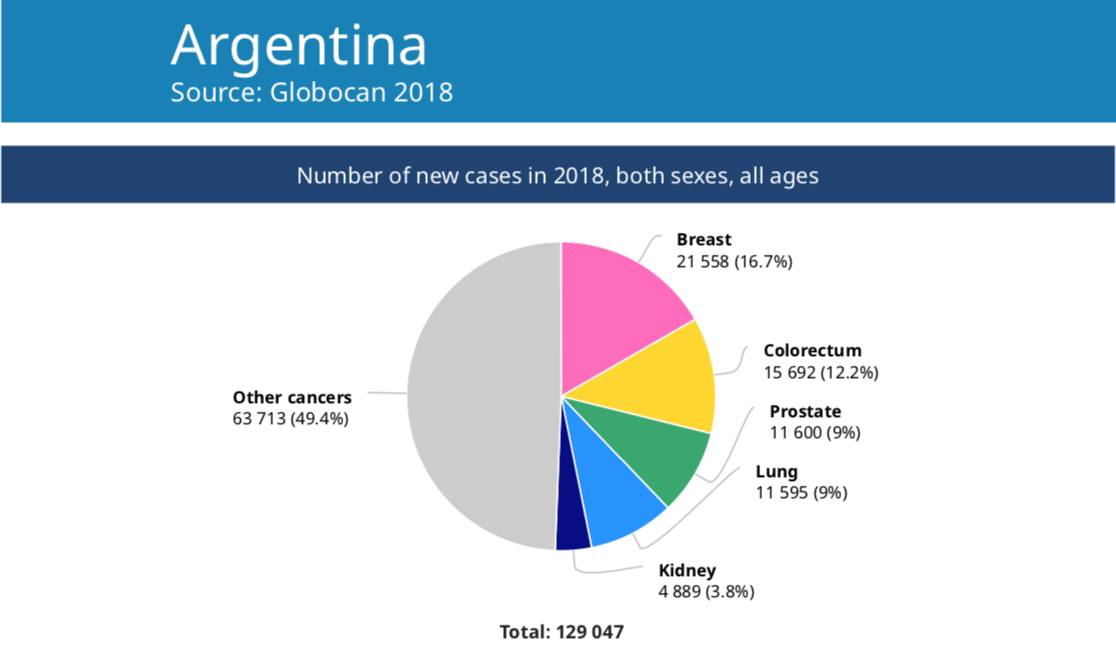 Argentina
Source: Globocan 2018
Number of new cases in 2018, both sexes, all ages
Breast
21 558 (16.7%)
Colorectum
15 692 (12.2%)
Prostate
11 600 (9%)
Lung
11 595 (9%)
Kidney
4 889 (3.8%)
Other cancers
63 713 (49.4%)
Total: 129 047